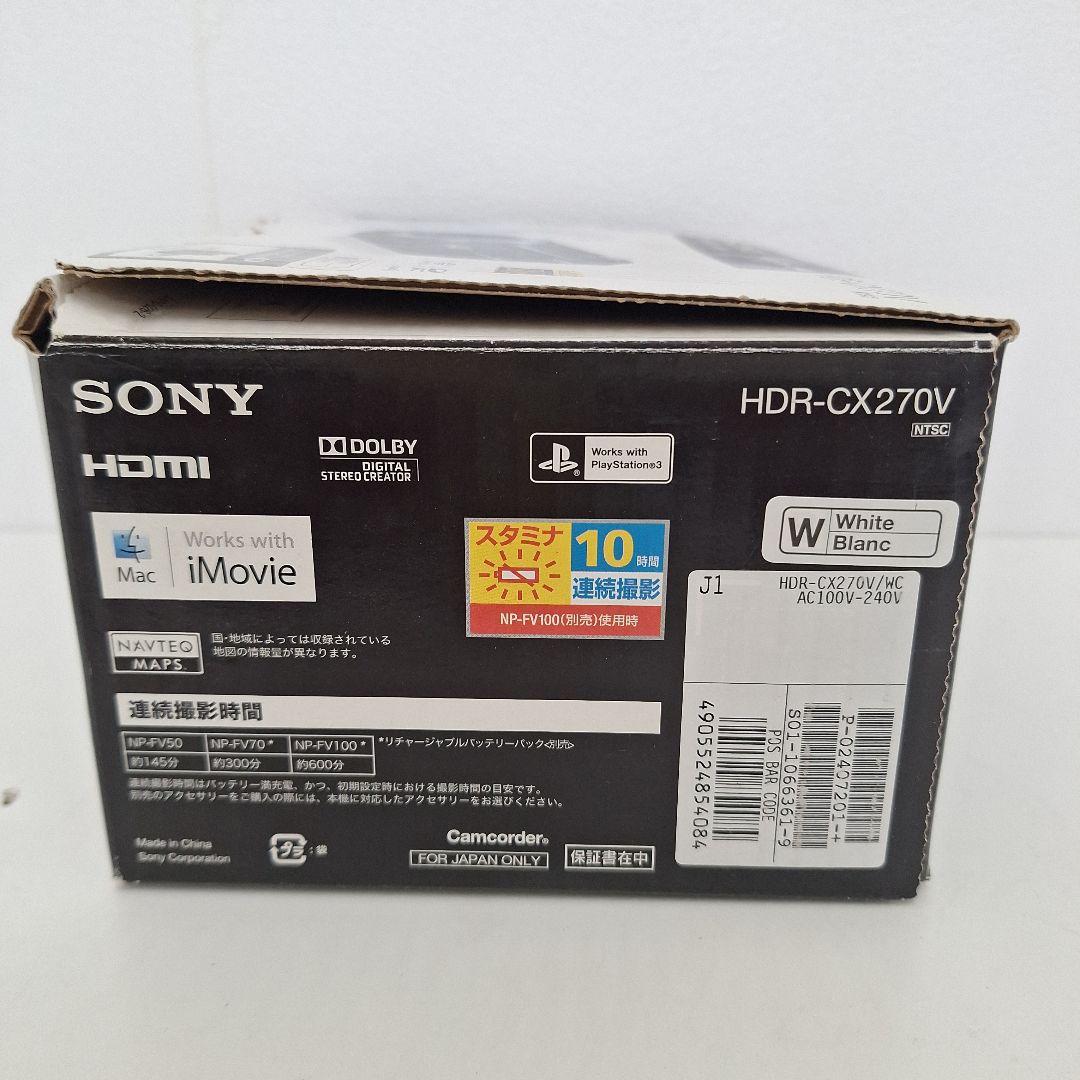 SONY
HDR-CX270V
NTSC
HDMI
DOLBY
DIGITAL
STEREO CREATOR
Works with
PlayStation®3
Mac
Works with
iMovie
スタミナ
10時間
連続撮影
NP-FV100(別売)使用時
W
White
Blanc
J1
HDR-CX270V/WC
AC100V-240V
NAVTEQ
MAPS
国・地域によっては収録されている
地図の情報量が異なります。
連続撮影時間
NP-FV50 NP-FV70* NP-FV100*
約145分 約300分 約600分
*リチャージャブルバッテリーパック<別売>
連続撮影時間はバッテリー満充電、かつ、初期設定時における撮影時間の目安です。
別売のアクセサリーをご購入の際には、本機に対応したアクセサリーをお選びください。
4905524854084
POS BAR CODE
S01-1066361-9
P-02407201-4
Made in China
Sony Corporation
プラ:袋
Camcorder®
FOR JAPAN ONLY
保証書在中